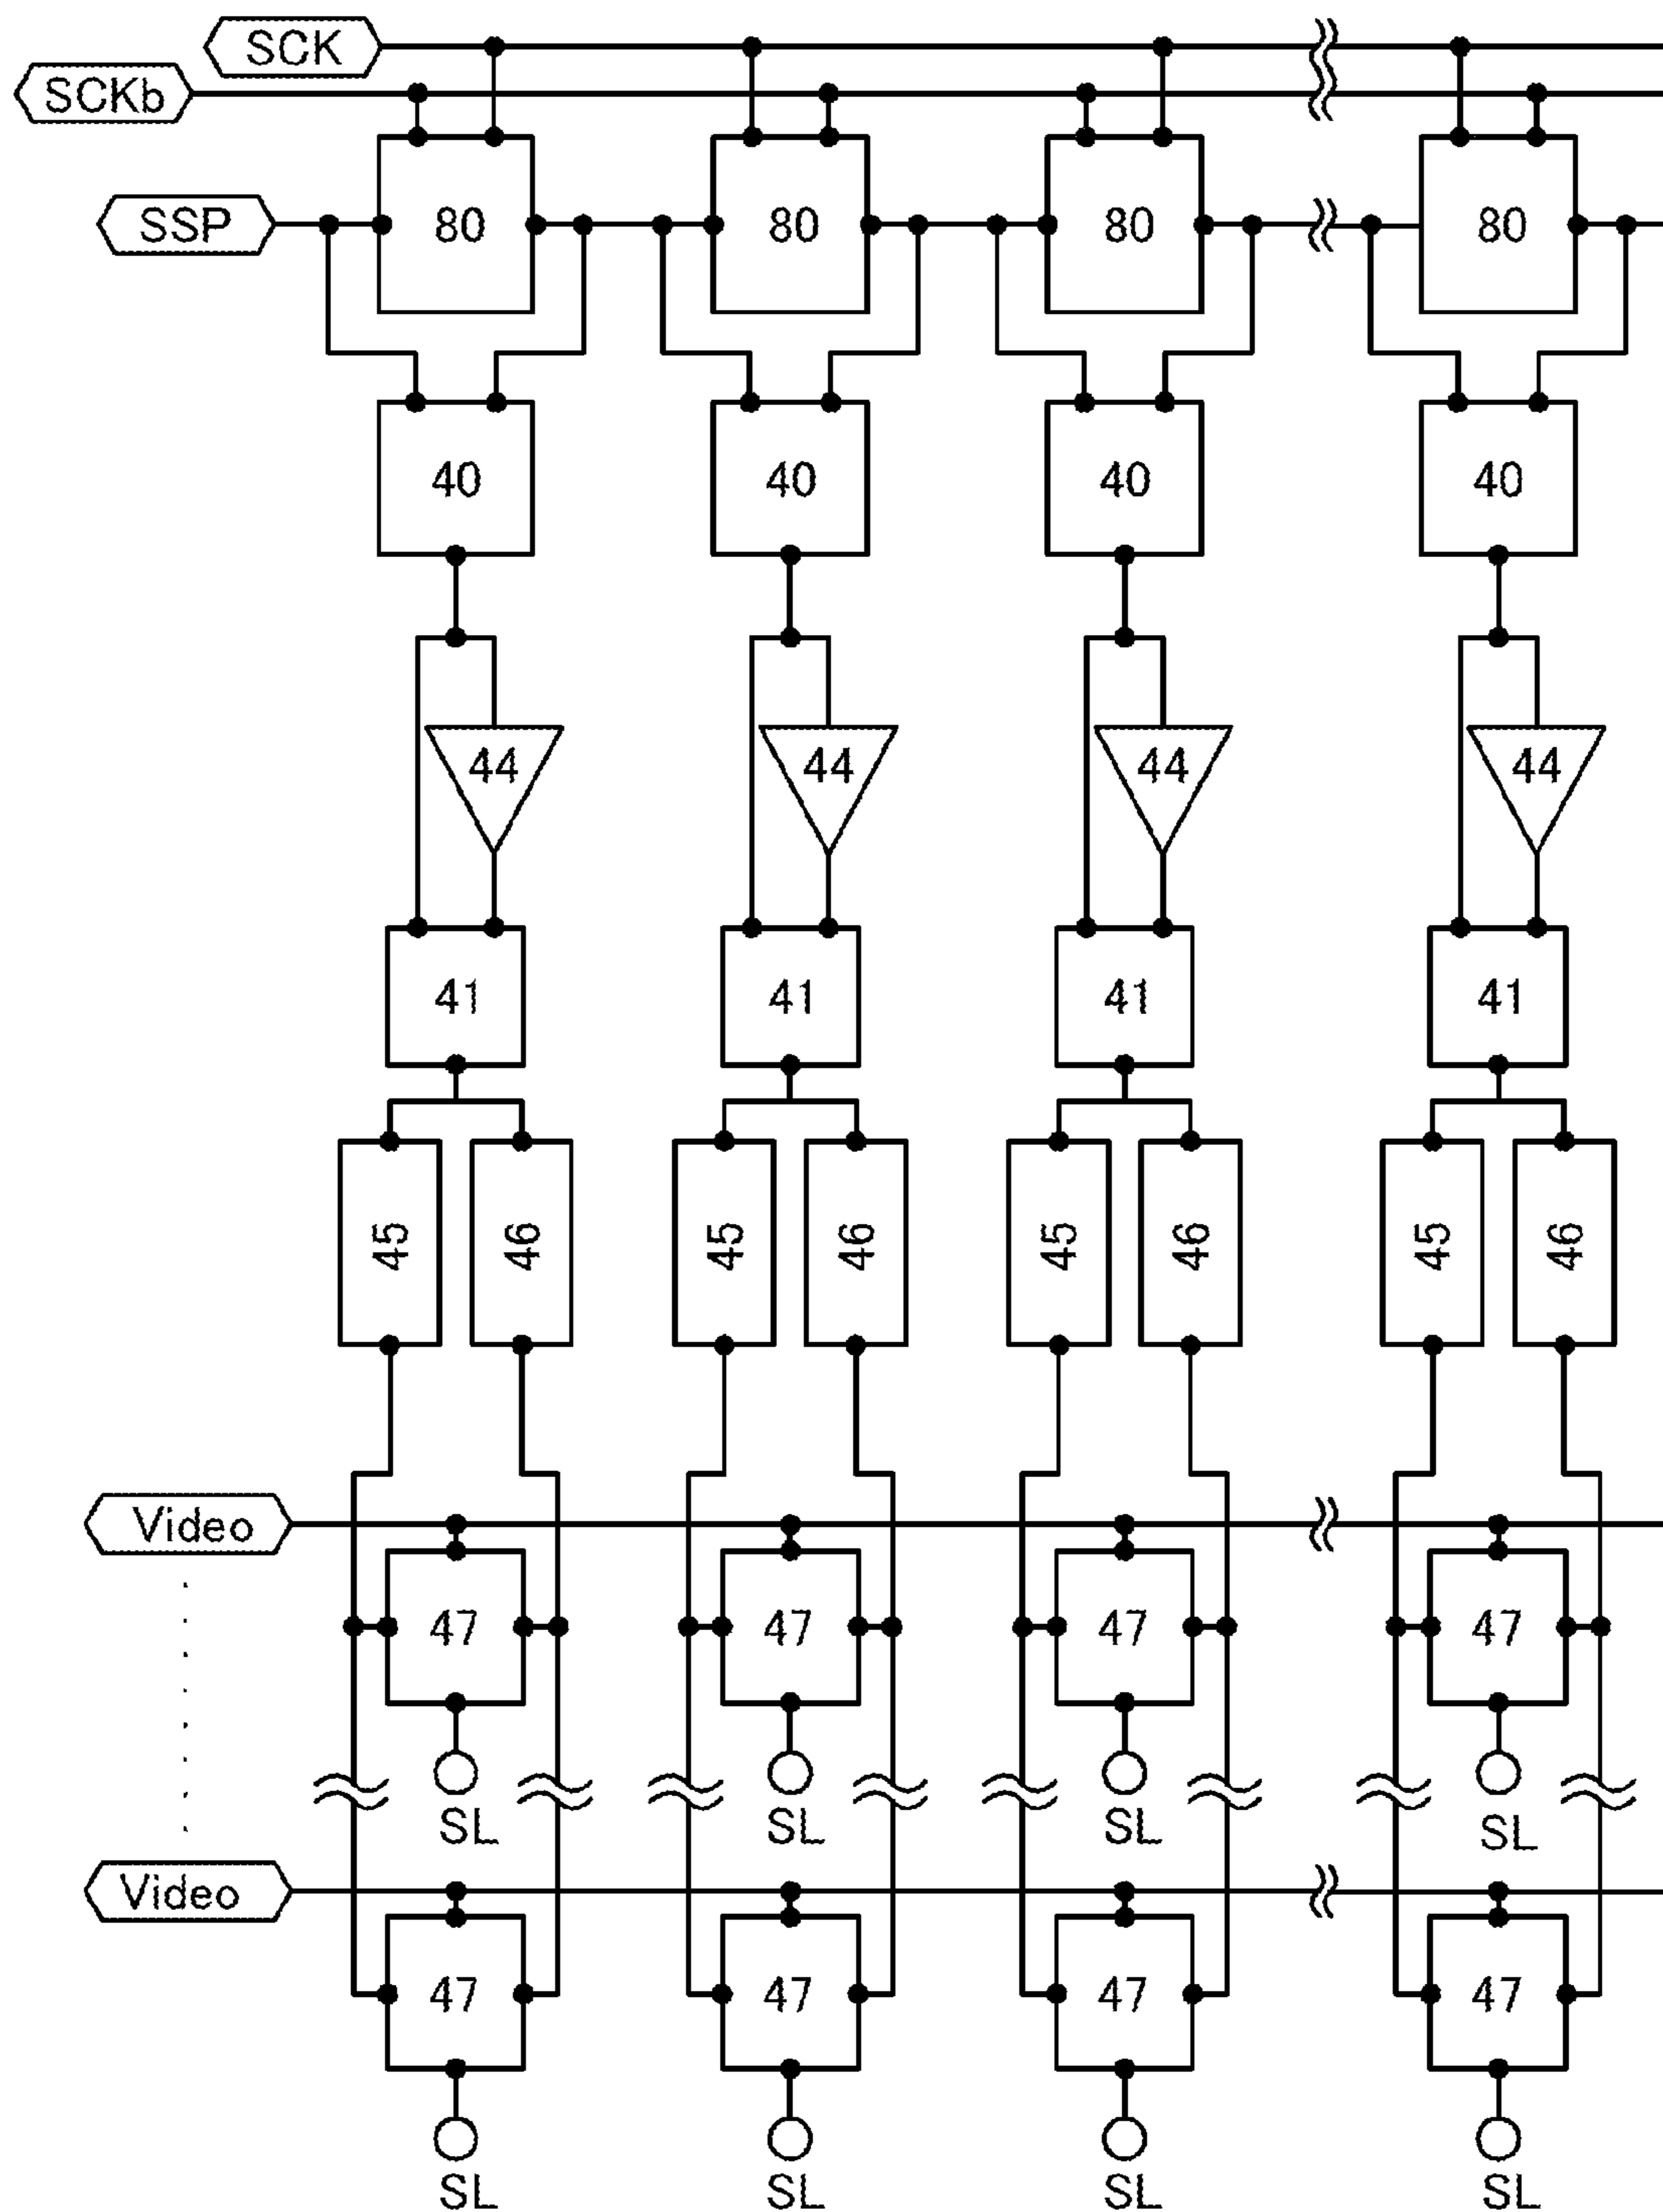 SCK
SCKb
SSP 80 80 80 80
40 40 40 40
44 44 44 44
41 41 41 41
45 46 45 46 45 46 45 46
Video
47 47 47 47
SL SL SL SL
Video
47 47 47 47
SL SL SL SL